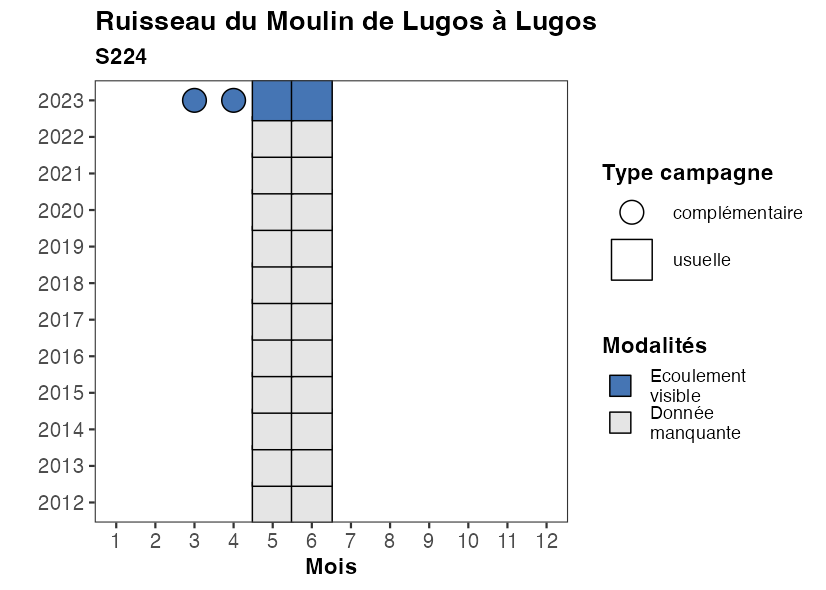 Ruisseau du Moulin de Lugos à Lugos
S224
2023
2022
2021
2020
2019
2018
2017
2016
2015
2014
2013
2012
1 2 3 4 5 6 7 8 9 10 11 12
Mois
Type campagne
complémentaire
usuelle
Modalités
Ecoulement
visible
Donnée
manquante